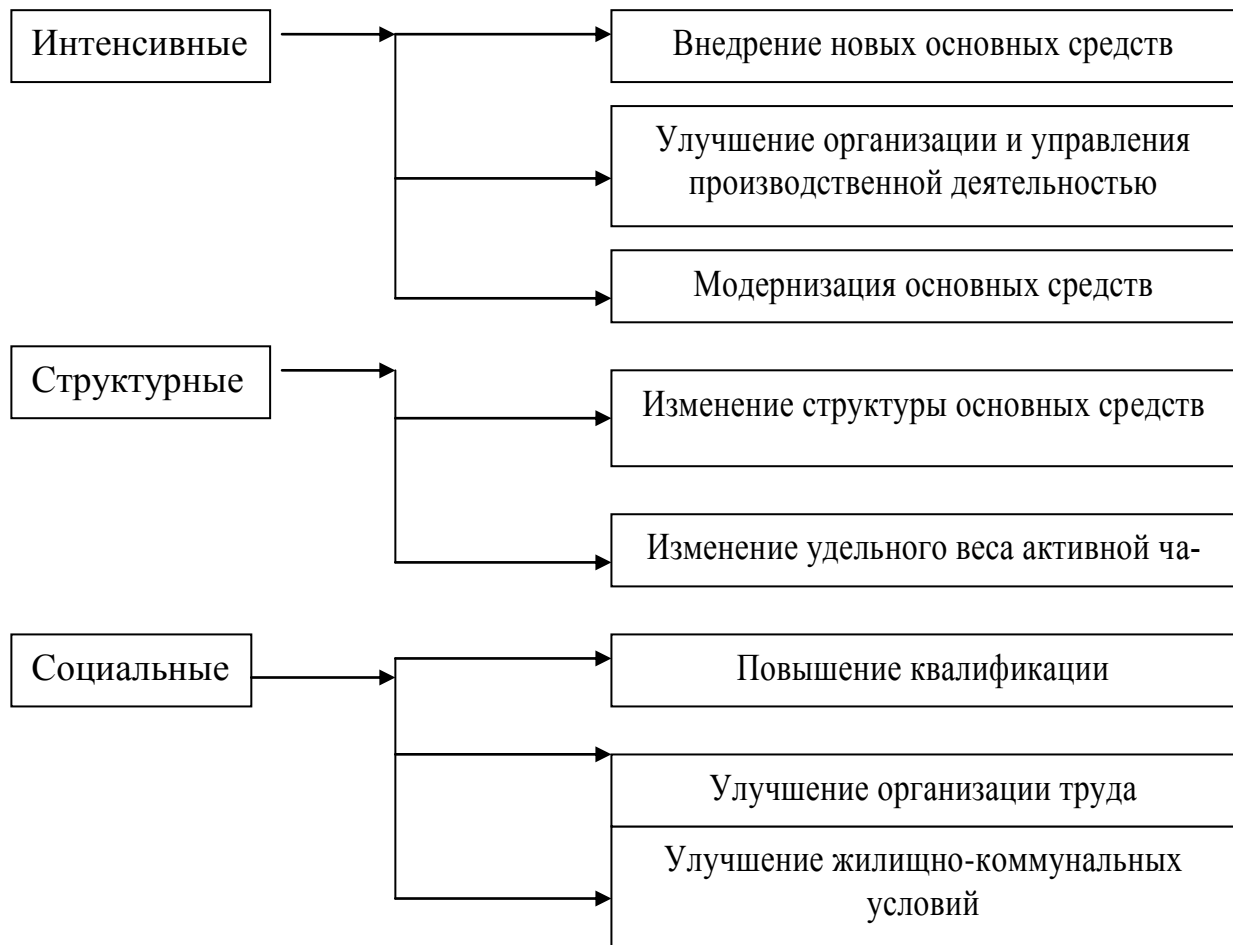 Интенсивные
Внедрение новых основных средств
Улучшение организации и управления
производственной деятельностью
Модернизация основных средств
Структурные
Изменение структуры основных средств
Изменение удельного веса активной ча-
Социальные
Повышение квалификации
Улучшение организации труда
Улучшение жилищно-коммунальных
условий